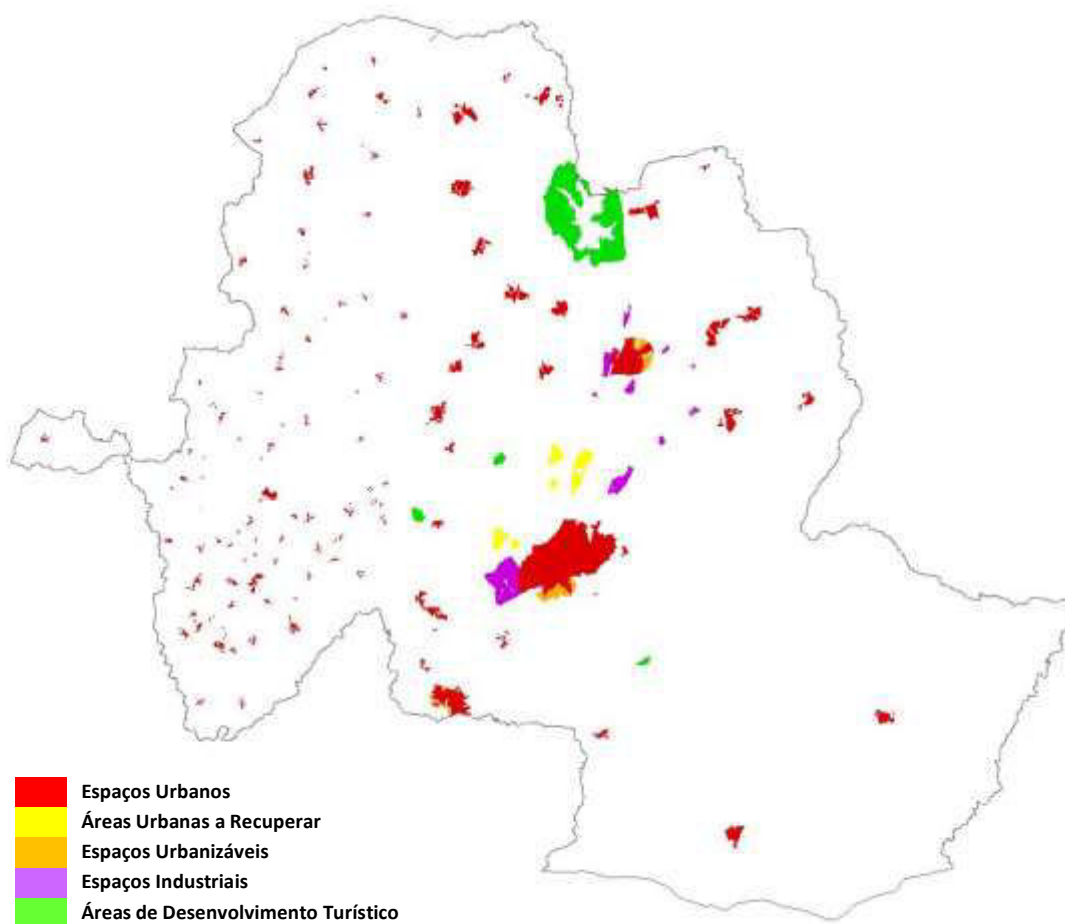 Espaços Urbanos
Áreas Urbanas a Recuperar
Espaços Urbanizáveis
Espaços Industriais
Áreas de Desenvolvimento Turístico